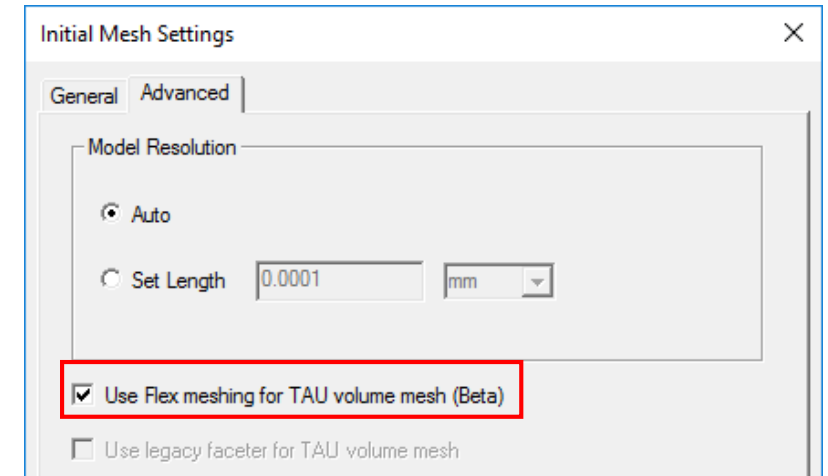 Initial Mesh Settings
General Advanced
Model Resolution
Auto
Set Length 0.0001 mm
Use Flex meshing for TAU volume mesh (Beta)
Use legacy faceter for TAU volume mesh